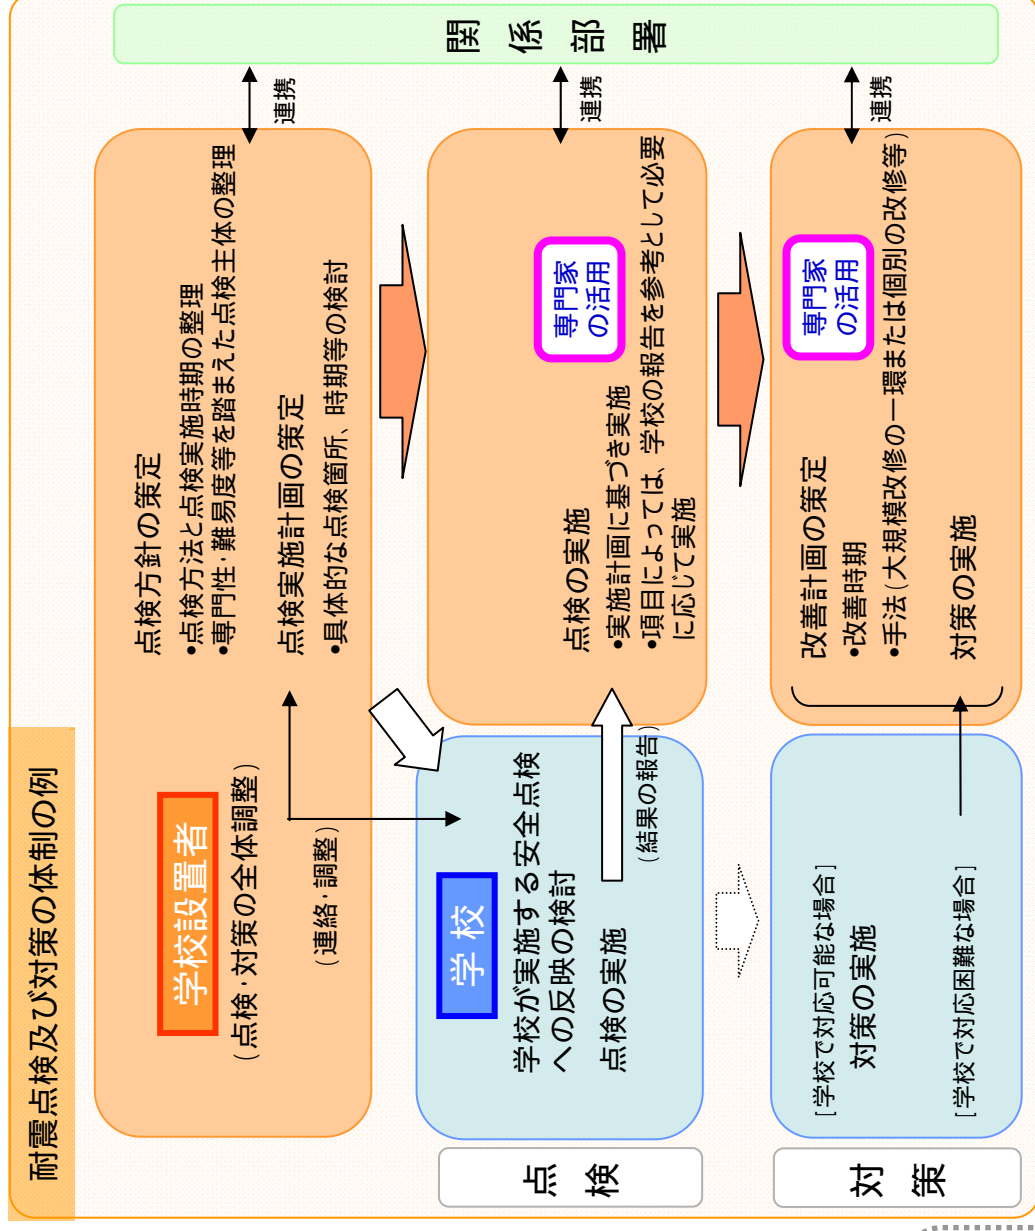 耐震点検及び対策の体制の例
学校設置者
(点検・対策の全体調整)
(連絡・調整)
点検方針の策定
•点検方法と点検実施時期の整理
•専門性・難易度等を踏まえた点検主体の整理
点検実施計画の策定
•具体的な点検箇所、時期等の検討
連携
関係部署
点検
学校
学校が実施する安全点検
への反映の検討
点検の実施
(結果の報告)
点検の実施
•実施計画に基づき実施
•項目によっては、学校の報告を参考として必要
に応じて実施
専門家
の活用
連携
対策
[学校で対応可能な場合]
対策の実施
[学校で対応困難な場合]
改善計画の策定
•改善時期
•手法(大規模改修の一環または個別の改修等)
対策の実施
専門家
の活用
連携